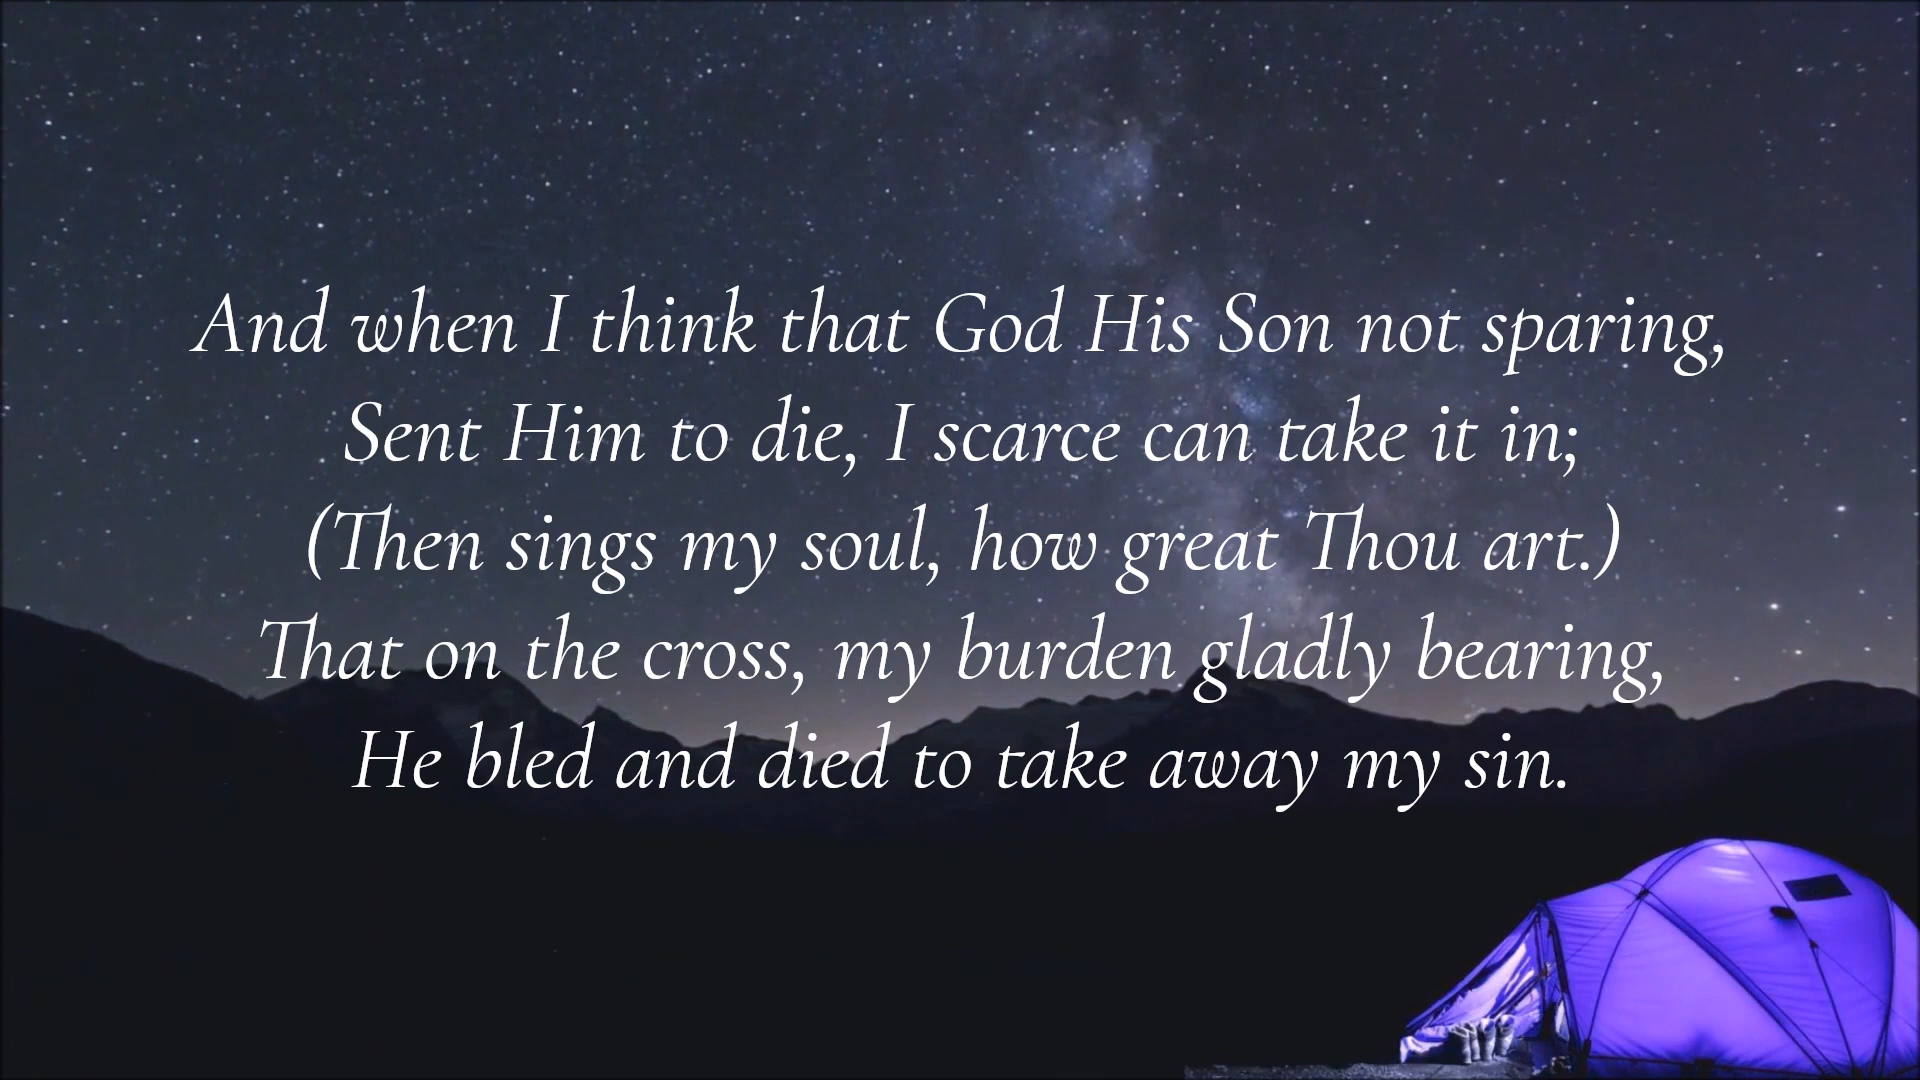 And when I think that God His Son not sparing,
Sent Him to die, I scarce can take it in;
(Then sings my soul, how great Thou art.)
That on the cross, my burden gladly bearing,
He bled and died to take away my sin.